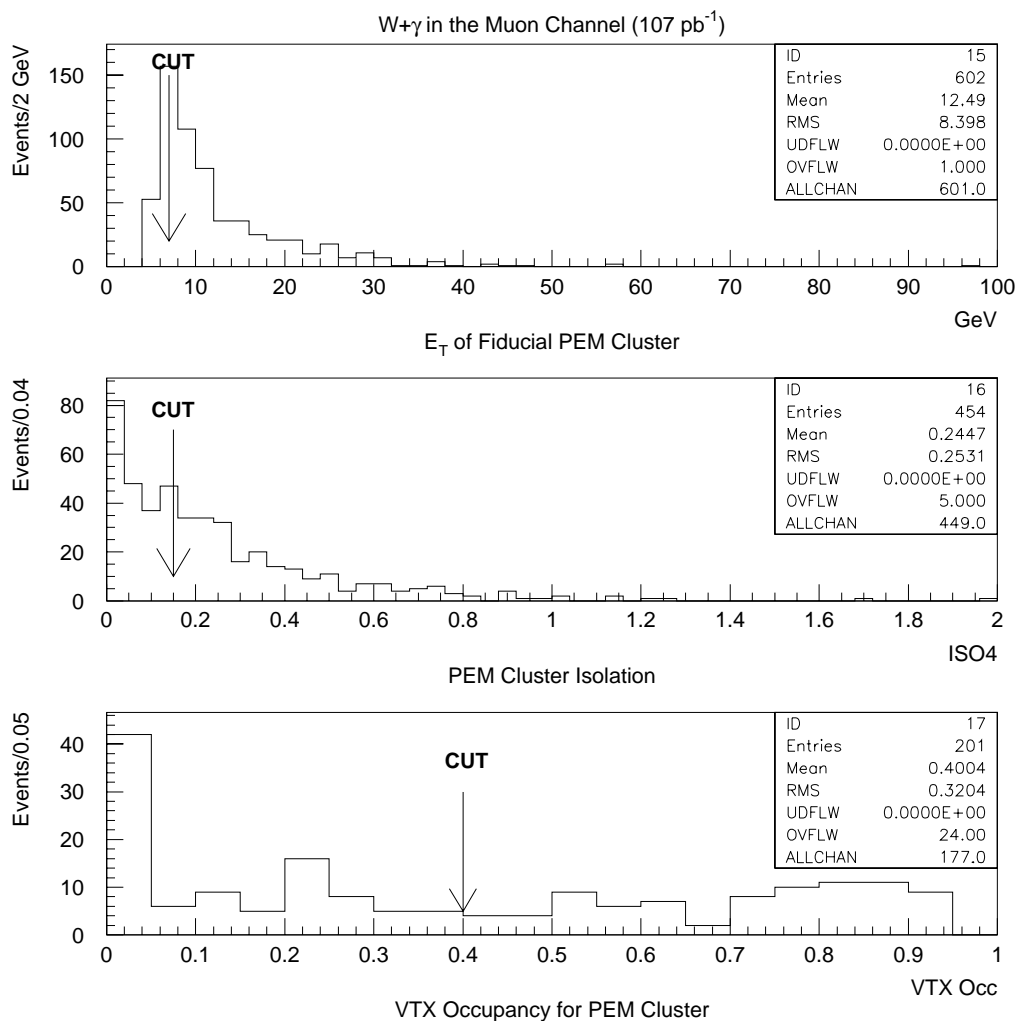 W+γ in the Muon Channel (107 pb-1)
Events/2 GeV
CUT
ID 15
Entries 602
Mean 12.49
RMS 8.398
UDFLW 0.0000E+00
OVFLW 1.000
ALLCHAN 601.0
150
100
50
0
0 10 20 30 40 50 60 70 80 90 100
GeV
ET of Fiducial PEM Cluster
Events/0.04
CUT
ID 16
Entries 454
Mean 0.2447
RMS 0.2531
UDFLW 0.0000E+00
OVFLW 5.000
ALLCHAN 449.0
80
60
40
20
0
0 0.2 0.4 0.6 0.8 1 1.2 1.4 1.6 1.8 2
ISO4
PEM Cluster Isolation
Events/0.05
CUT
ID 17
Entries 201
Mean 0.4004
RMS 0.3204
UDFLW 0.0000E+00
OVFLW 24.00
ALLCHAN 177.0
40
30
20
10
0
0 0.1 0.2 0.3 0.4 0.5 0.6 0.7 0.8 0.9 1
VTX Occ
VTX Occupancy for PEM Cluster